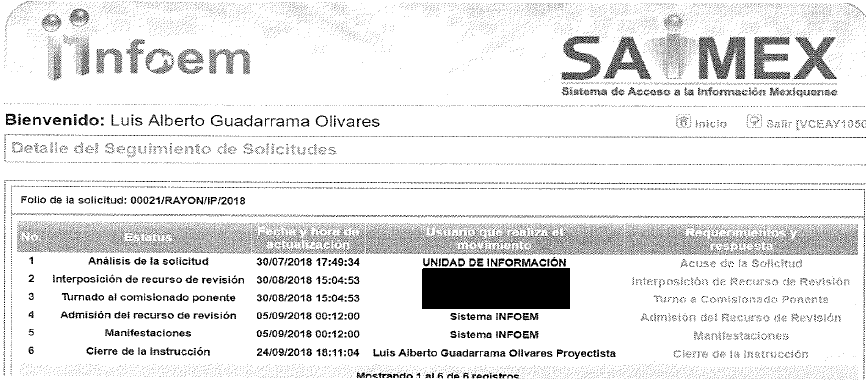 infoem
SAIMEX
Sistema de Acceso a la Información Mexiquense
Bienvenido: Luis Alberto Guadarrama Olivares
Inicio Salir [VCEAY1050
Detalle del Seguimiento de Solicitudes
Folio de la solicitud: 00021/RAYON/IP/2018
No. Estatus Fecha y hora de actualización Usuario que realiza el movimiento Requerimientos y respuesta
1 Análisis de la solicitud 30/07/2018 17:49:34 UNIDAD DE INFORMACIÓN Acuse de la Solicitud
2 Interposición de recurso de revisión 30/08/2018 15:04:53 Interposición de Recurso de Revisión
3 Turnado al comisionado ponente 30/08/2018 15:04:53 Turno a Comisionado Ponente
4 Admisión del recurso de revisión 05/09/2018 00:12:00 Sistema INFOEM Admisión del Recurso de Revisión
5 Manifestaciones 05/09/2018 00:12:00 Sistema INFOEM Manifestaciones
6 Cierre de la Instrucción 24/09/2018 18:11:04 Luis Alberto Guadarrama Olivares Proyectista Cierre de la Instrucción
Mostrando 1 al 6 de 6 registros